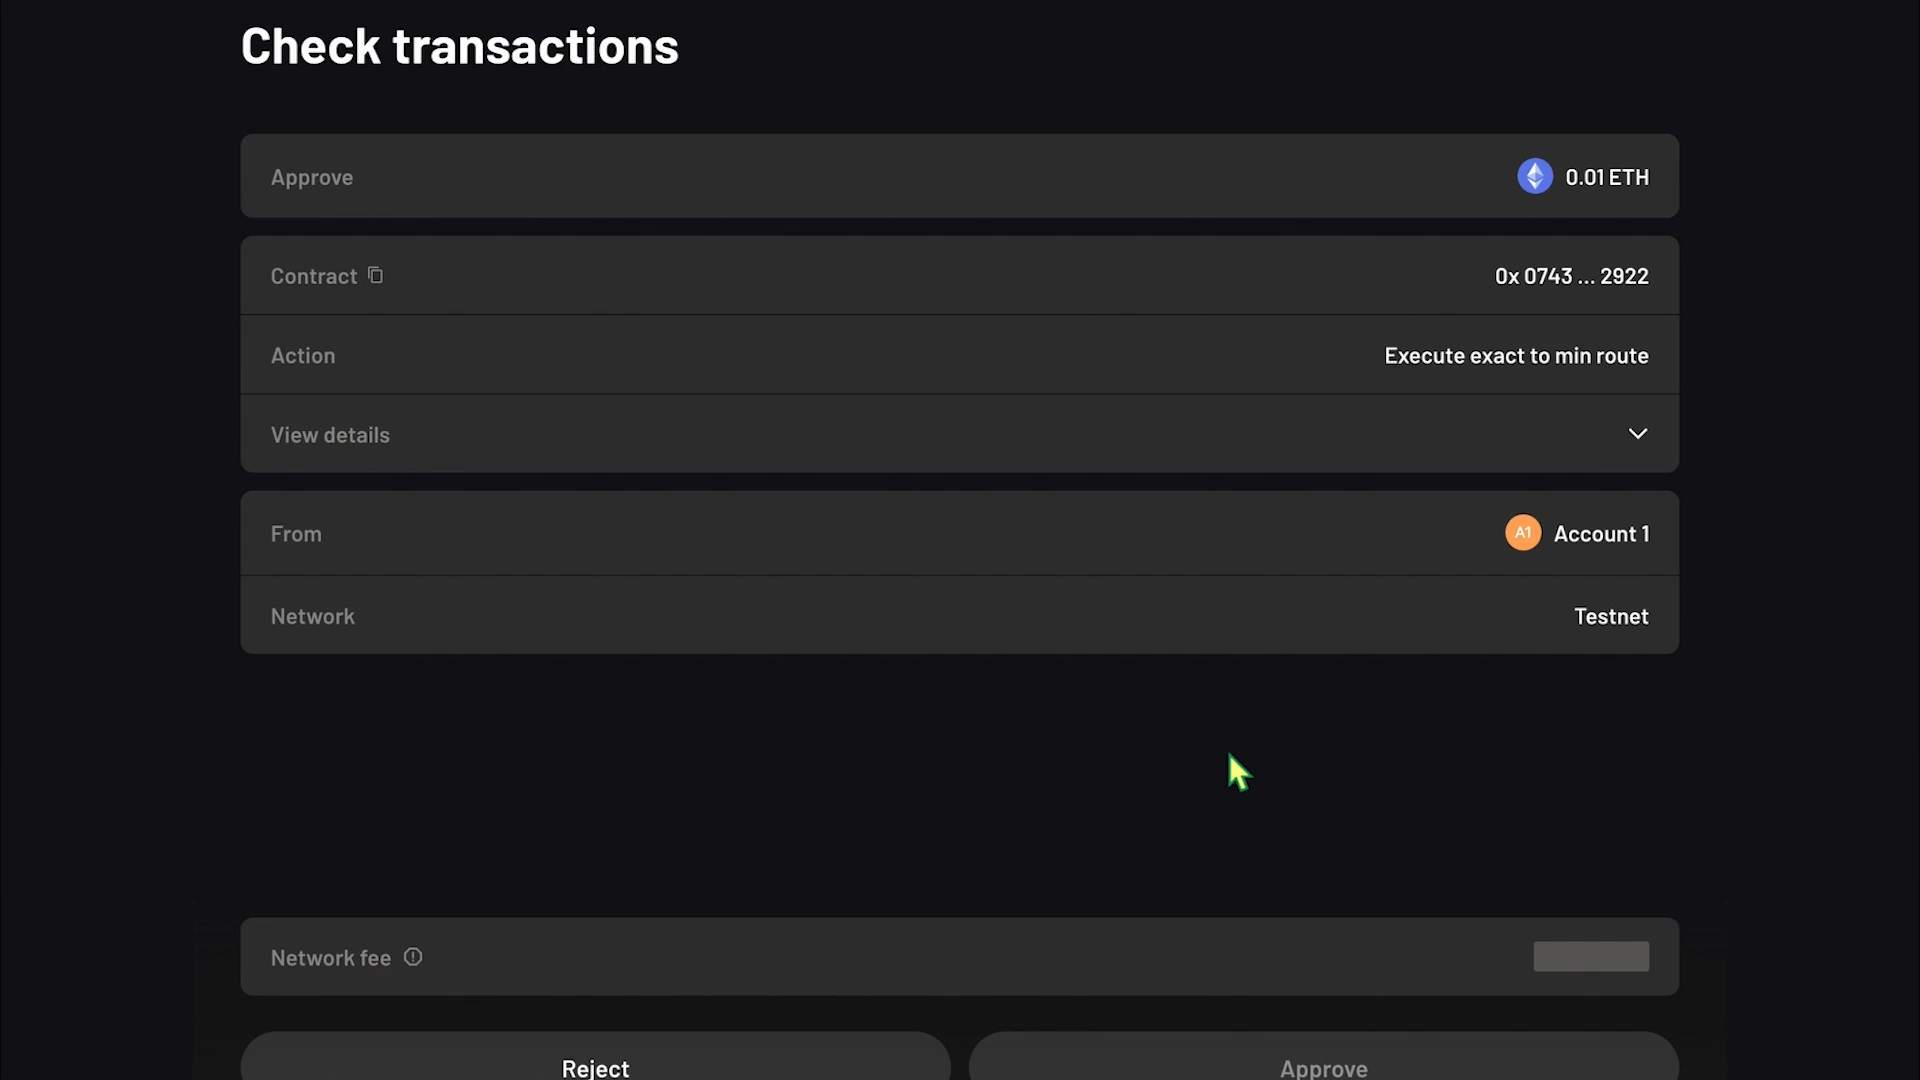 Check transactions
Approve
0.01 ETH
Contract
0x 0743 ... 2922
Action
Execute exact to min route
View details
From
A1 Account 1
Network
Testnet
Network fee
Reject
Approve